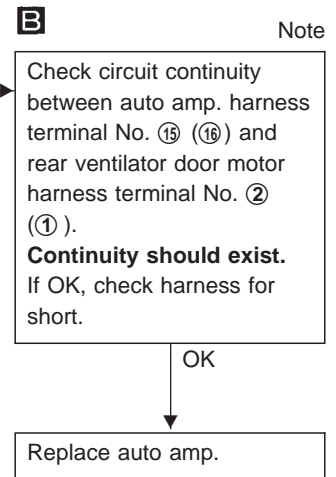 B
Note
Check circuit continuity
between auto amp. harness
terminal No. ⑮ (⑯) and
rear ventilator door motor
harness terminal No. ②
(① ).
Continuity should exist.
If OK, check harness for
short.
OK
Replace auto amp.